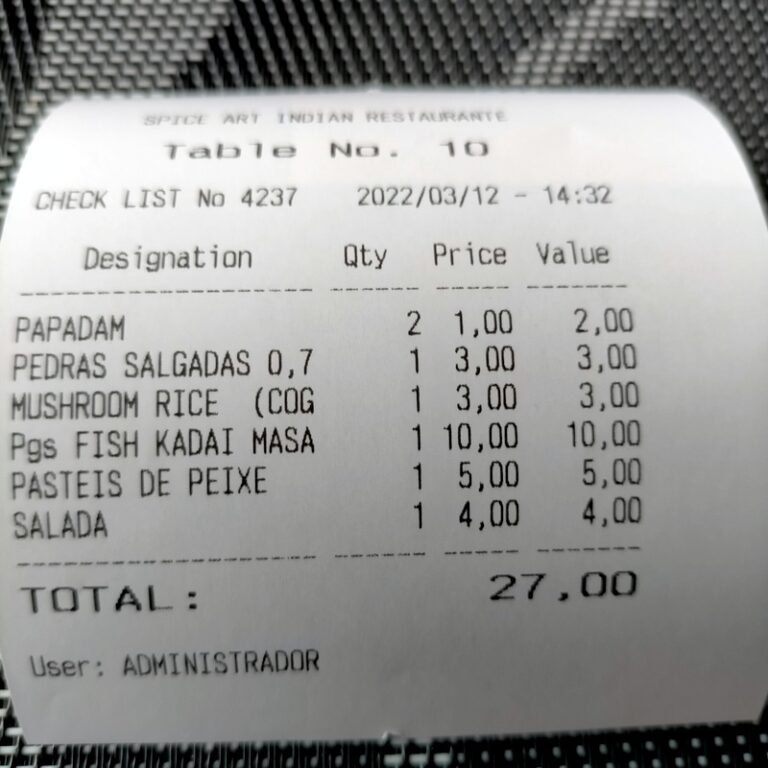 SPICE ART INDIAN RESTAURANTE
Table No. 10
CHECK LIST No 4237 2022/03/12 - 14:32
Designation Qty Price Value
PAPADAM 2 1,00 2,00
PEDRAS SALGADAS 0,7 1 3,00 3,00
MUSHROOM RICE (COG 1 3,00 3,00
Pgs FISH KADAI MASA 1 10,00 10,00
PASTEIS DE PEIXE 1 5,00 5,00
SALADA 1 4,00 4,00
TOTAL: 27,00
User: ADMINISTRADOR